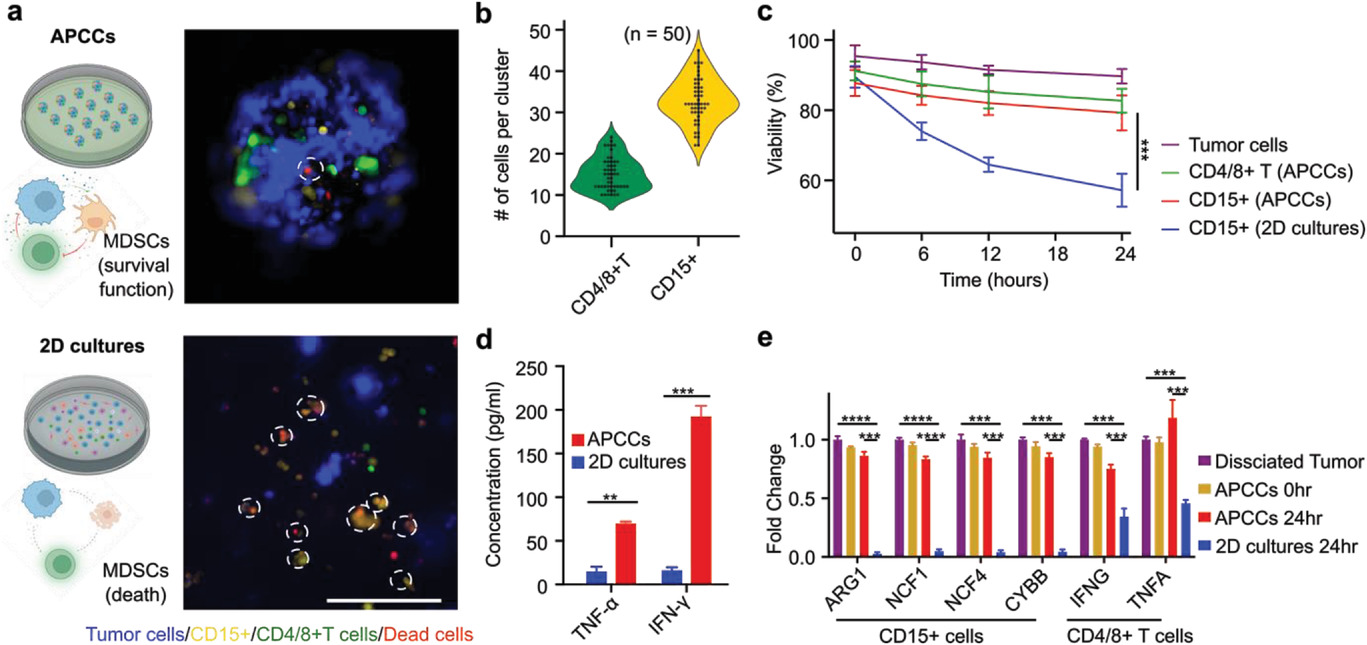 a
APCCs
MDSCs
(survival
function)
2D cultures
MDSCs
(death)
Tumor cells/CD15+/CD4/8+T cells/Dead cells
b
(n = 50)
# of cells per cluster
50
40
30
20
10
0
CD4/8+T
CD15+
c
Viability (%)
100
80
60
0
6
12
18
24
Time (hours)
***
Tumor cells
CD4/8+ T (APCCs)
CD15+ (APCCs)
CD15+ (2D cultures)
d
Concentration (pg/ml)
250
200
150
100
50
0
APCCs
2D cultures
**
***
TNF-α
IFN-γ
e
Fold Change
1.0
0.5
0.0
****
***
****
****
***
***
***
***
***
***
***
***
ARG1
NCF1
NCF4
CYBB
IFNG
TNFA
CD15+ cells
CD4/8+ T cells
Dissciated Tumor
APCCs 0hr
APCCs 24hr
2D cultures 24hr